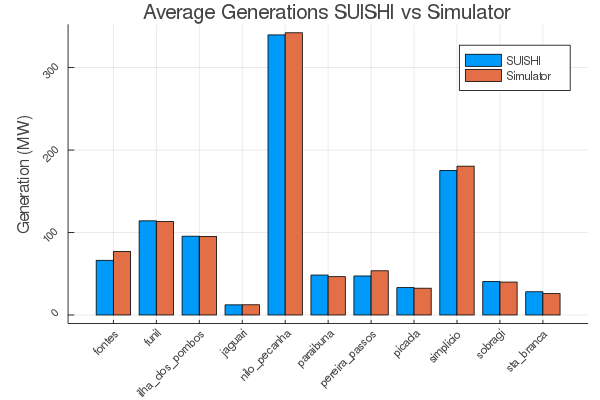 Average Generations SUISHI vs Simulator
SUISHI
Simulator
Generation (MW)
300
200
100
0
fontes
funil
ilha_dos_pombos
jaguari
nilo_pecanha
paraibuna
pereira_passos
picada
simplicio
sobragi
sta_branca